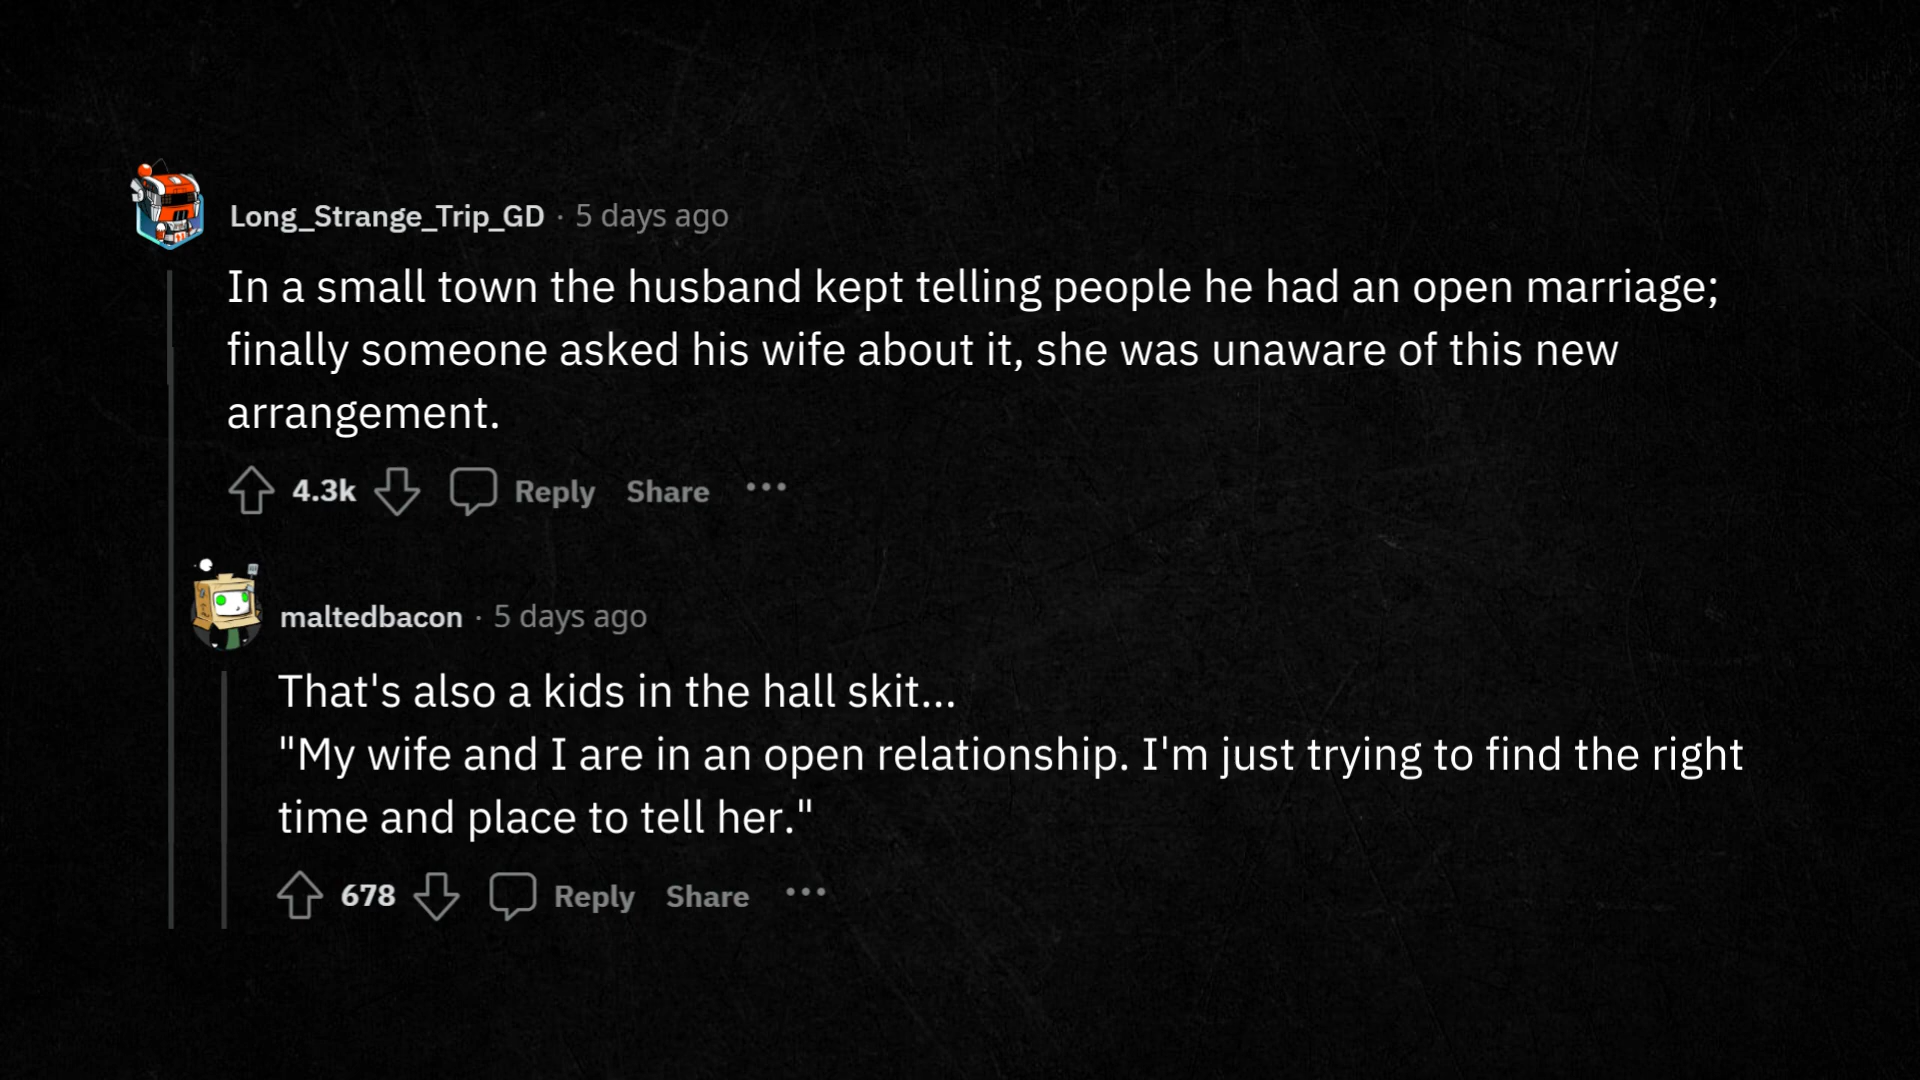 Long_Strange_Trip_GD · 5 days ago
In a small town the husband kept telling people he had an open marriage;
finally someone asked his wife about it, she was unaware of this new
arrangement.
4.3k Reply Share •••
maltedbacon · 5 days ago
That's also a kids in the hall skit...
"My wife and I are in an open relationship. I'm just trying to find the right
time and place to tell her."
678 Reply Share •••